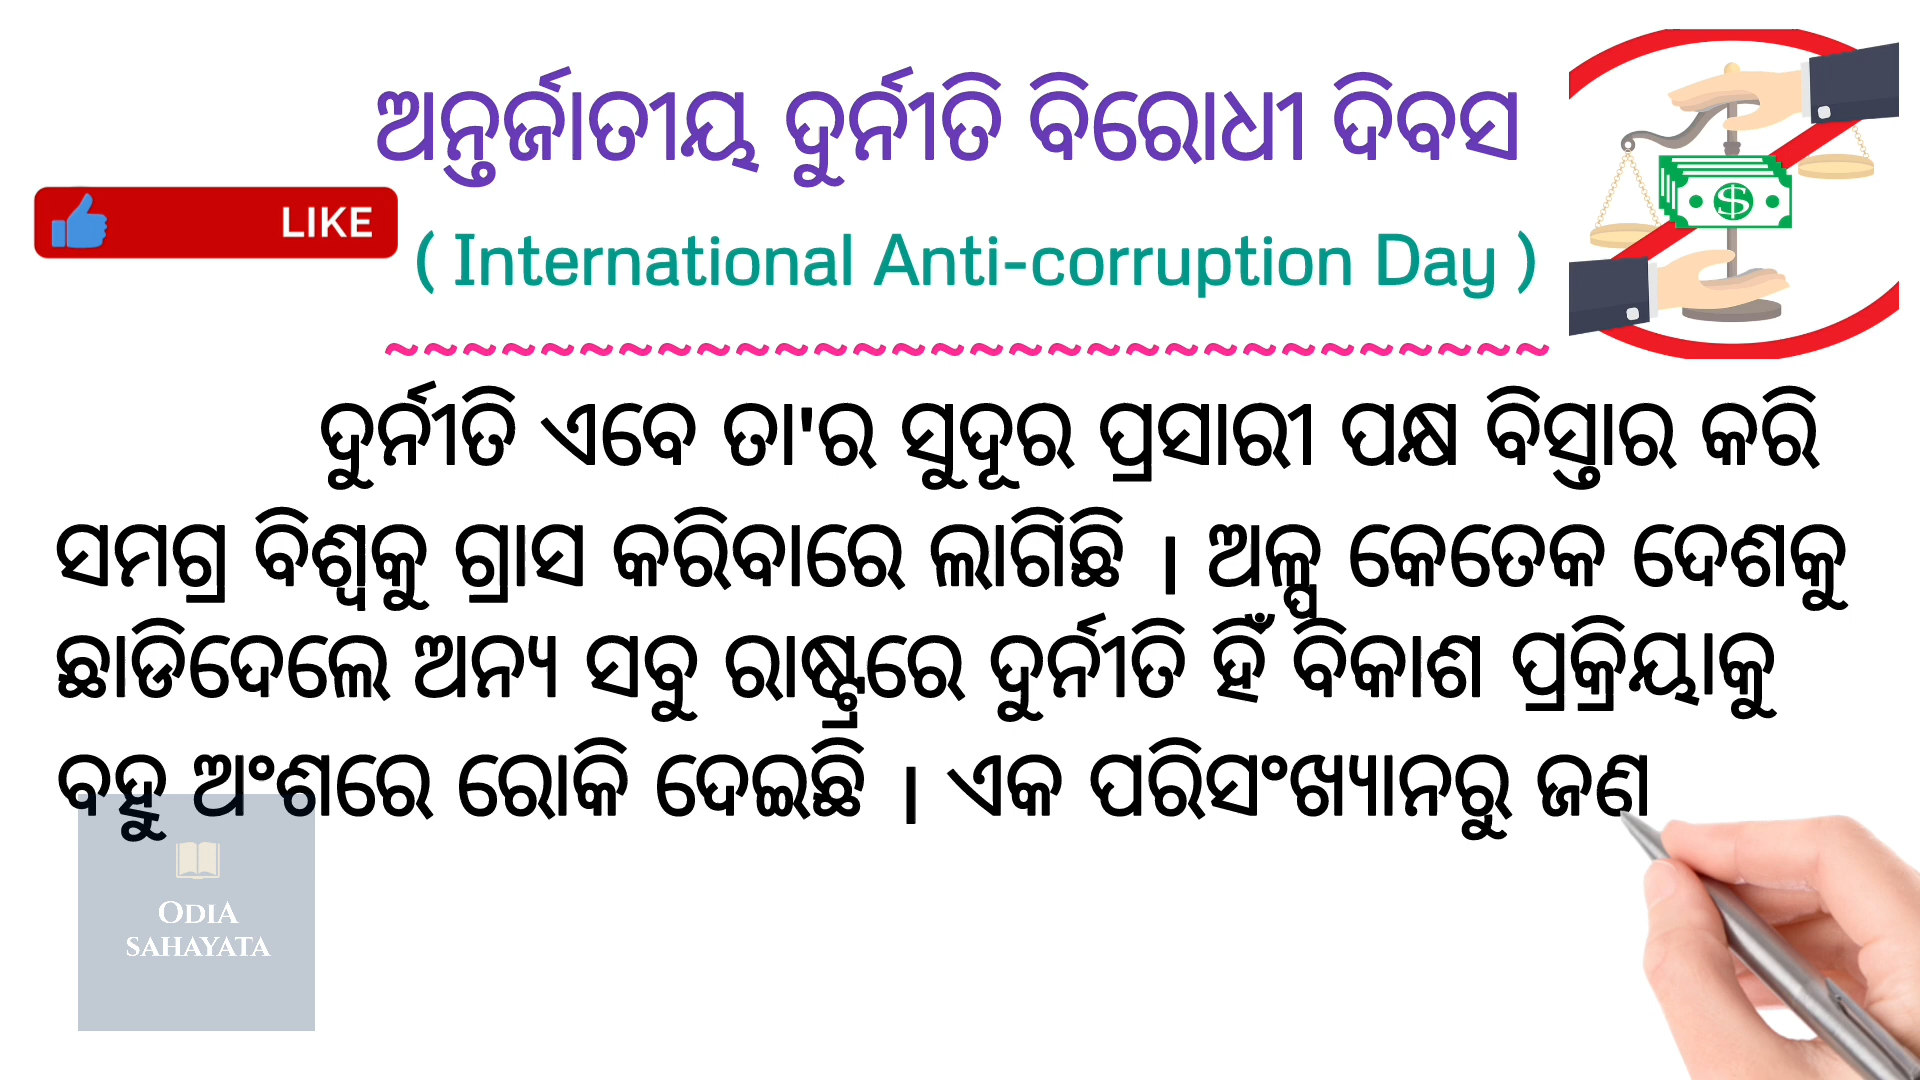 ଅନ୍ତର୍ଜାତୀୟ ଦୁର୍ନୀତି ବିରୋଧୀ ଦିବସ
LIKE
( International Anti-corruption Day )
~~~~~~~~~~~~~~~~~~~~~~~~~~~~~~
ଦୁର୍ନୀତି ଏବେ ତା'ର ସୁଦୂର ପ୍ରସାରୀ ପକ୍ଷ ବିସ୍ତାର କରି
ସମଗ୍ର ବିଶ୍ୱକୁ ଗ୍ରାସ କରିବାରେ ଲାଗିଛି । ଅଳ୍ପ କେତେକ ଦେଶକୁ
ଛାଡିଦେଲେ ଅନ୍ୟ ସବୁ ରାଷ୍ଟ୍ରରେ ଦୁର୍ନୀତି ହିଁ ବିକାଶ ପ୍ରକ୍ରିୟାକୁ
ବହୁ ଅଂଶରେ ରୋକି ଦେଇଛି । ଏକ ପରିସଂଖ୍ୟାନରୁ ଜଣ
ODIA
SAHAYATA